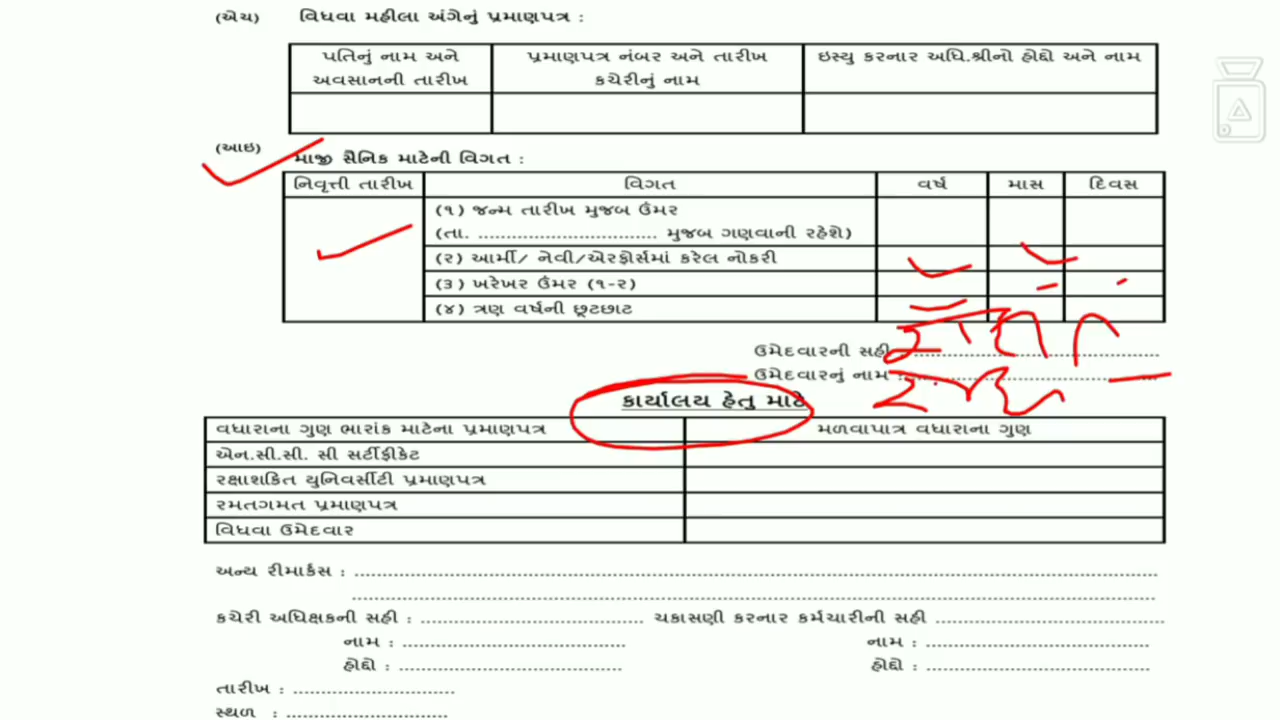 (એચ) વિધવા મહીલા અંગેનું પ્રમાણપત્ર :
પતિનું નામ અને અવસાનની તારીખ
પ્રમાણપત્ર નંબર અને તારીખ કચેરીનું નામ
ઇસ્યુ કરનાર અધિ.શ્રીનો હોદ્દો અને નામ
(આઇ) માજી સૈનિક માટેની વિગત :
નિવૃત્તી તારીખ વિગત વર્ષ માસ દિવસ
(૧) જન્મ તારીખ મુજબ ઉંમર
(તા. ................................ મુજબ ગણવાની રહેશે)
(૨) આર્મી/ નેવી/એરફોર્સમાં કરેલ નોકરી
(૩) ખરેખર ઉંમર (૧-૨)
(૪) ત્રણ વર્ષની છૂટછાટ
ઉમેદવારની સહી
ઉમેદવારનું નામ :
કાર્યાલય હેતુ માટે
વધારાના ગુણ ભારાંક માટેના પ્રમાણપત્ર મળવાપાત્ર વધારાના ગુણ
એન.સી.સી. સી સર્ટીફીકેટ
રક્ષાશકિત યુનિવર્સીટી પ્રમાણપત્ર
રમતગમત પ્રમાણપત્ર
વિધવા ઉમેદવાર
અન્ય રીમાર્કસ :
કચેરી અધિક્ષકની સહી : ચકાસણી કરનાર કર્મચારીની સહી
નામ : નામ :
હોદ્દો : હોદ્દો :
તારીખ :
સ્થળ :